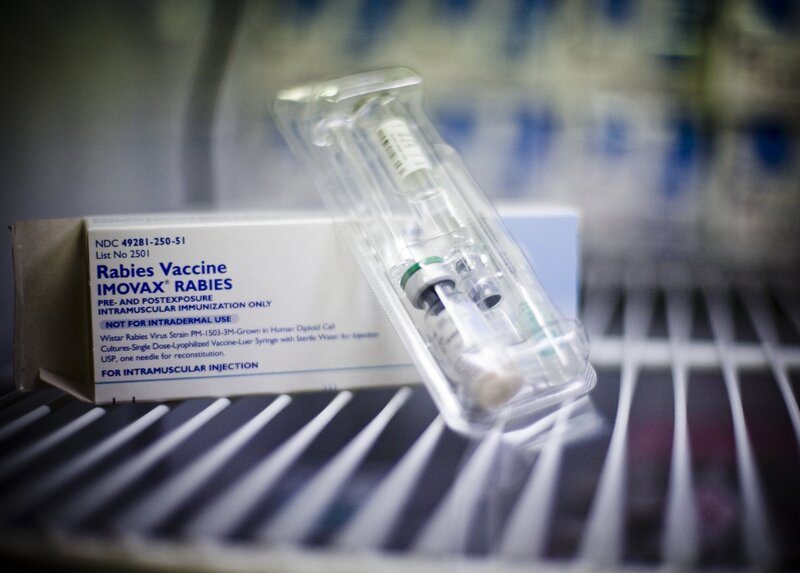 NDC 49281-250-51
List No 2501
Rabies Vaccine
IMOVAX® RABIES
PRE- AND POSTEXPOSURE
INTRAMUSCULAR IMMUNIZATION ONLY
NOT FOR INTRADERMAL USE
Wistar Rabies Virus Strain PM-1503-3M-Grown in Human Diploid Cell
Cultures-Single Dose-Lyophilized Vaccine-Luer Syringe with Sterile Water for Injection
USP, one needle for reconstitution.
FOR INTRAMUSCULAR INJECTION